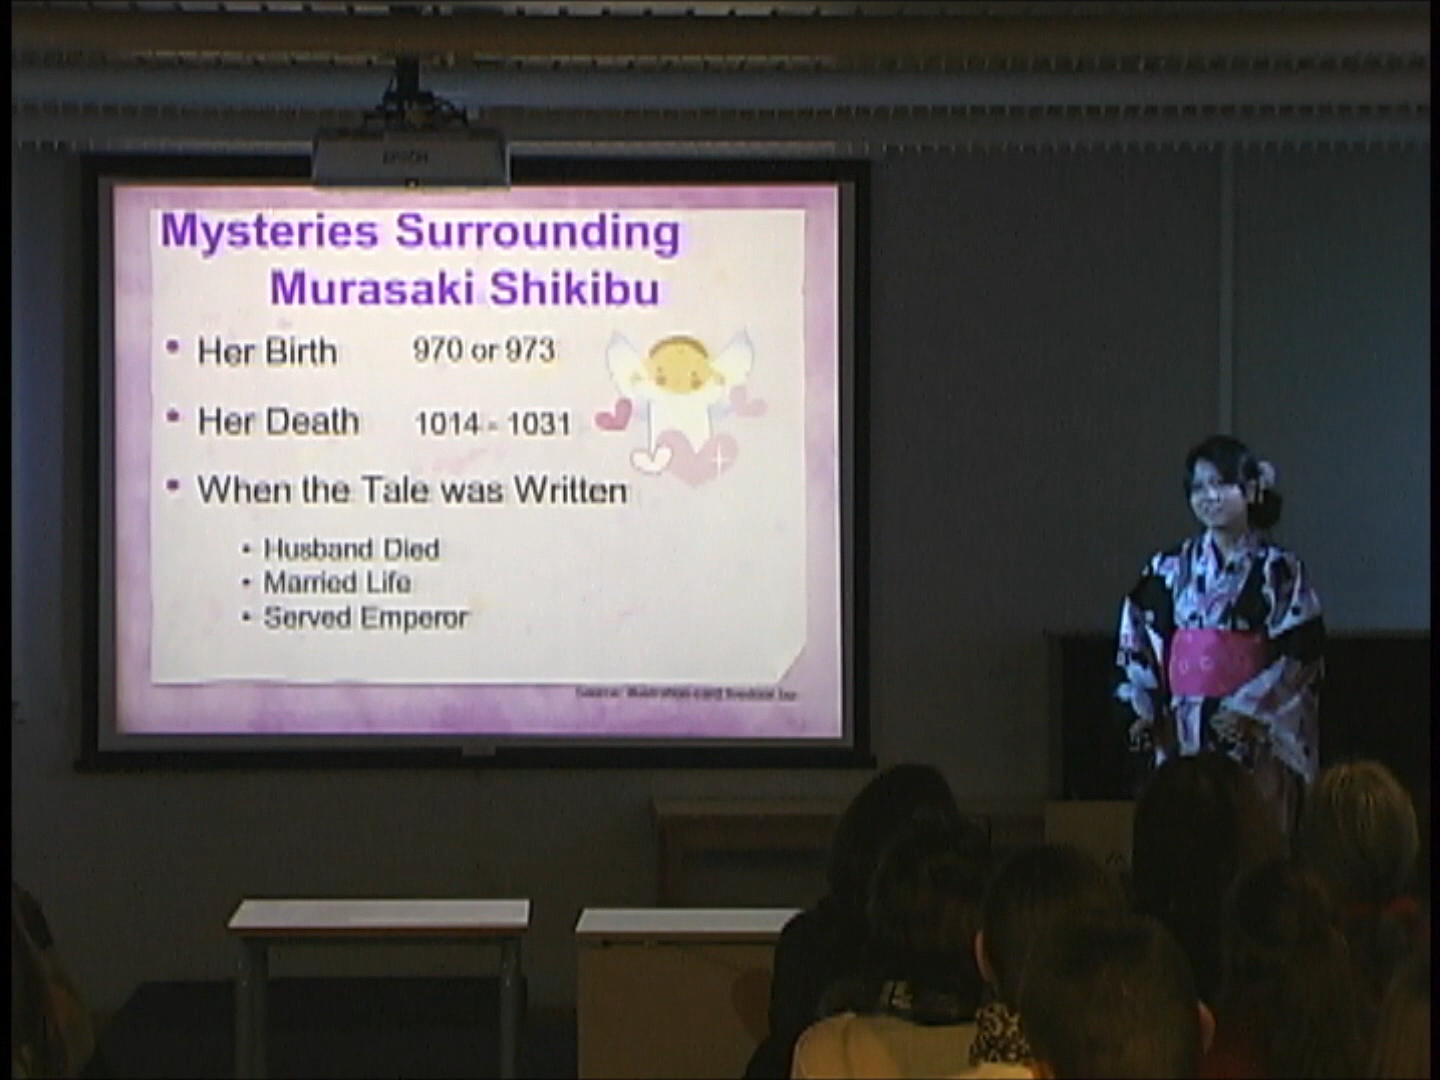 EPSON
Mysteries Surrounding
Murasaki Shikibu
• Her Birth 970 or 973
• Her Death 1014 - 1031
• When the Tale was Written
• Husband Died
• Married Life
• Served Emperor